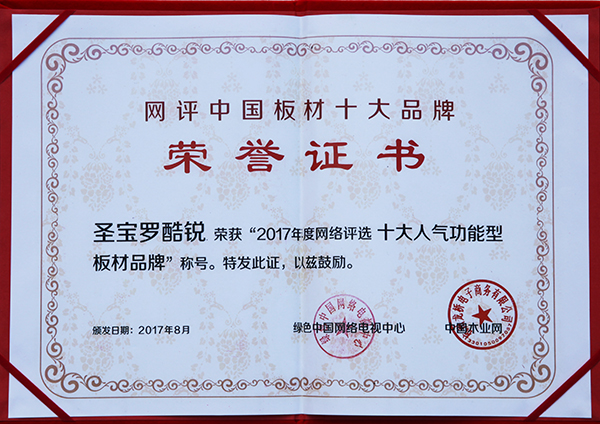 网评中国板材十大品牌
荣誉证书
圣宝罗酷锐 荣获“2017年度网络评选 十大人气功能型
板材品牌”称号。特发此证，以兹鼓励。
颁发日期：2017年8月
绿色中国网络电视中心
中国木业网